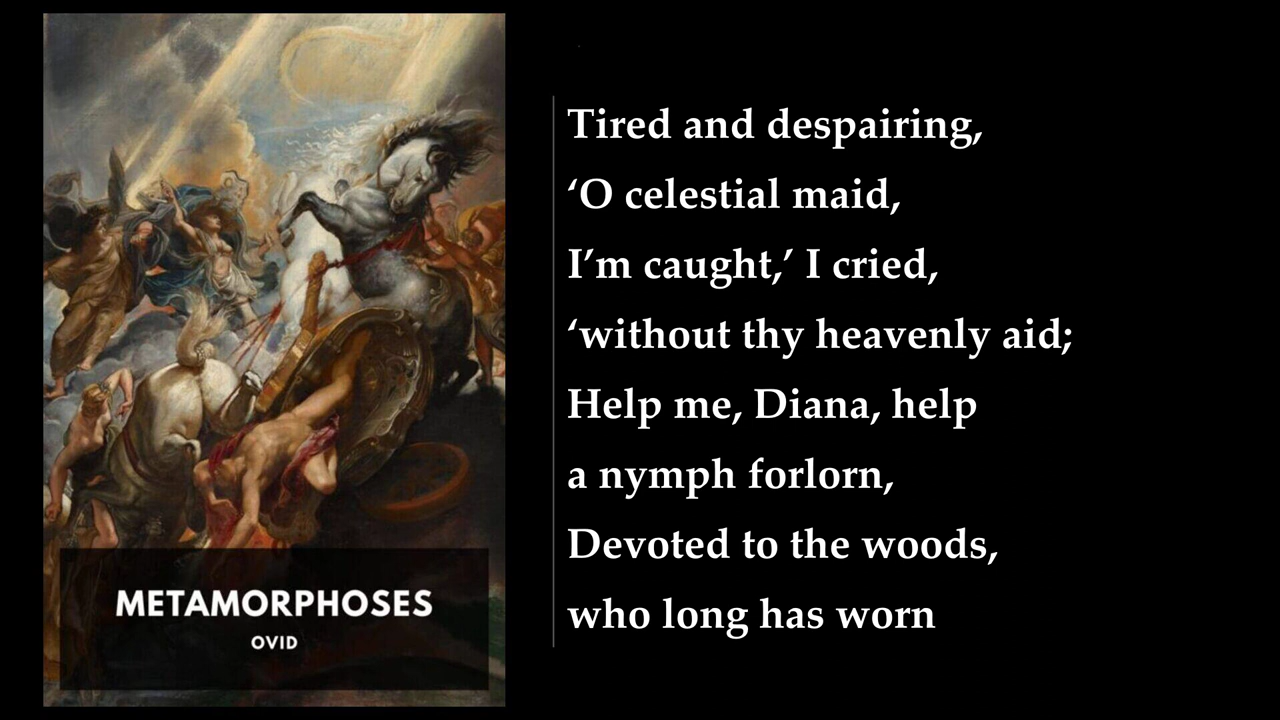 METAMORPHOSES
OVID
Tired and despairing,
‘O celestial maid,
I’m caught,’ I cried,
‘without thy heavenly aid;
Help me, Diana, help
a nymph forlorn,
Devoted to the woods,
who long has worn